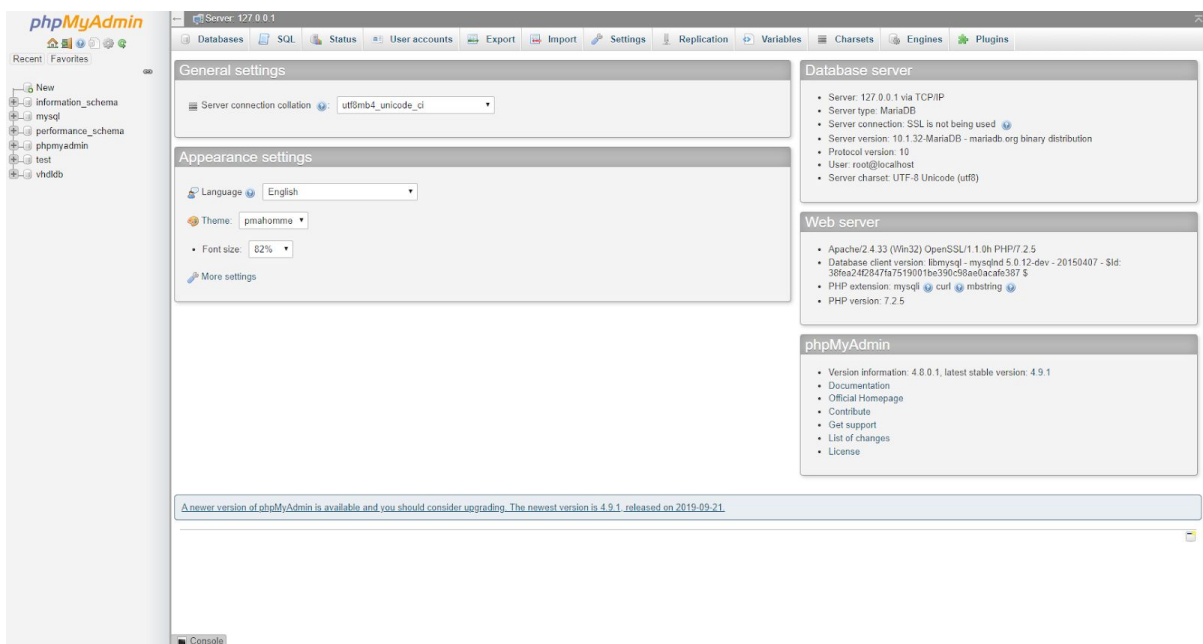 phpMyAdmin
Recent Favorites
New
information_schema
mysql
performance_schema
phpmyadmin
test
vhdldb
Server: 127.0.0.1
Databases SQL Status User accounts Export Import Settings Replication Variables Charsets Engines Plugins
General settings
Server connection collation : utf8mb4_unicode_ci
Appearance settings
Language English
Theme: pmahomme
Font size: 82%
More settings
Database server
Server: 127.0.0.1 via TCP/IP
Server type: MariaDB
Server connection: SSL is not being used
Server version: 10.1.32-MariaDB - mariadb.org binary distribution
Protocol version: 10
User: root@localhost
Server charset: UTF-8 Unicode (utf8)
Web server
Apache/2.4.33 (Win32) OpenSSL/1.1.0h PHP/7.2.5
Database client version: libmysql - mysqlnd 5.0.12-dev - 20150407 - $Id:
38fea24f2847fa7519001be390c98ae0acafe387 $
PHP extension: mysqli curl mbstring
PHP version: 7.2.5
phpMyAdmin
Version information: 4.8.0.1, latest stable version: 4.9.1
Documentation
Official Homepage
Contribute
Get support
List of changes
License
A newer version of phpMyAdmin is available and you should consider upgrading. The newest version is 4.9.1, released on 2019-09-21.
Console